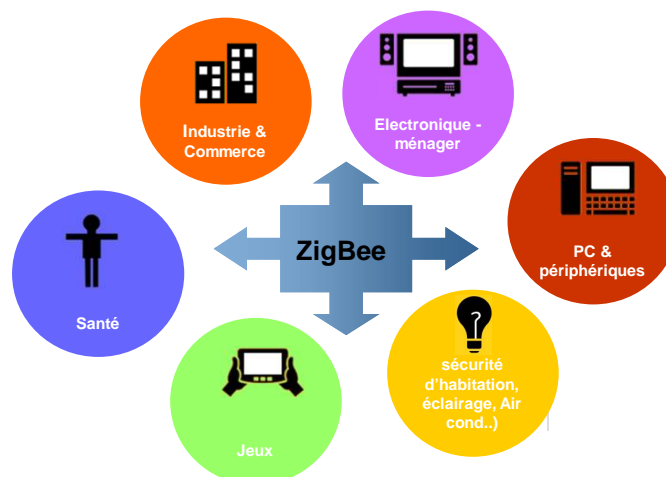 Industrie &
Commerce
Electronique -
ménager
PC &
périphériques
ZigBee
Santé
sécurité
d'habitation,
éclairage, Air
cond..)
Jeux